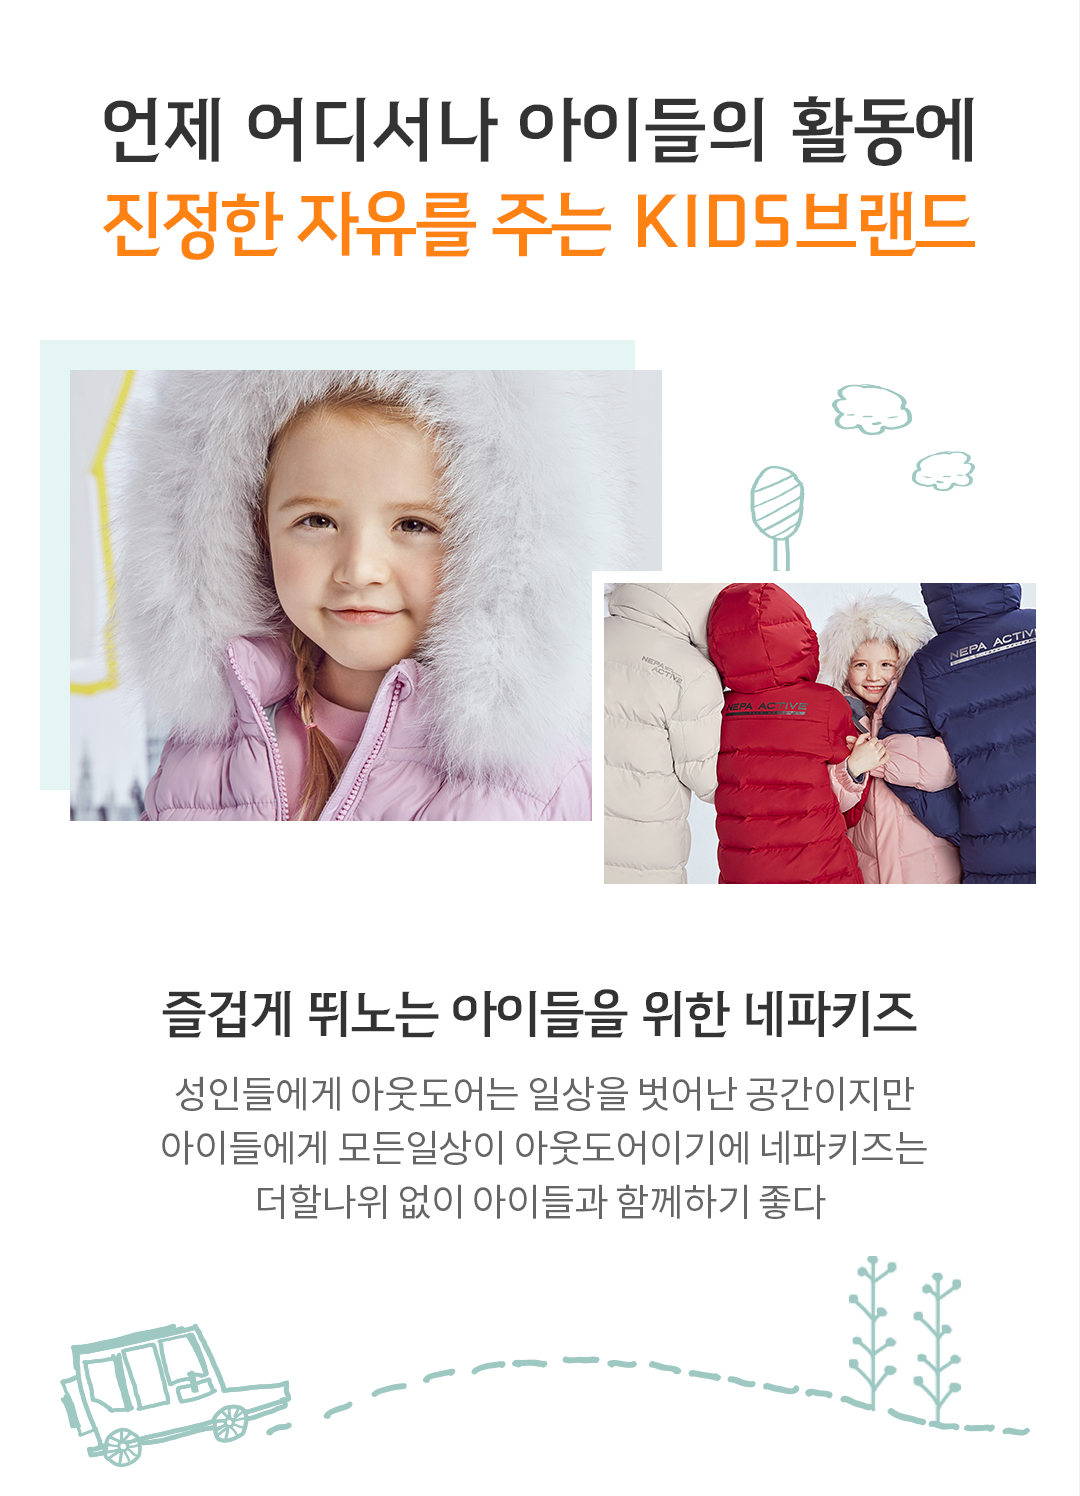 언제 어디서나 아이들의 활동에
진정한 자유를 주는 KIDS브랜드
NEPA
ACTIVE
NEPA ACTIVE
NEPA ACTIVE
즐겁게 뛰노는 아이들을 위한 네파키즈
성인들에게 아웃도어는 일상을 벗어난 공간이지만
아이들에게 모든일상이 아웃도어이기에 네파키즈는
더할나위 없이 아이들과 함께하기 좋다